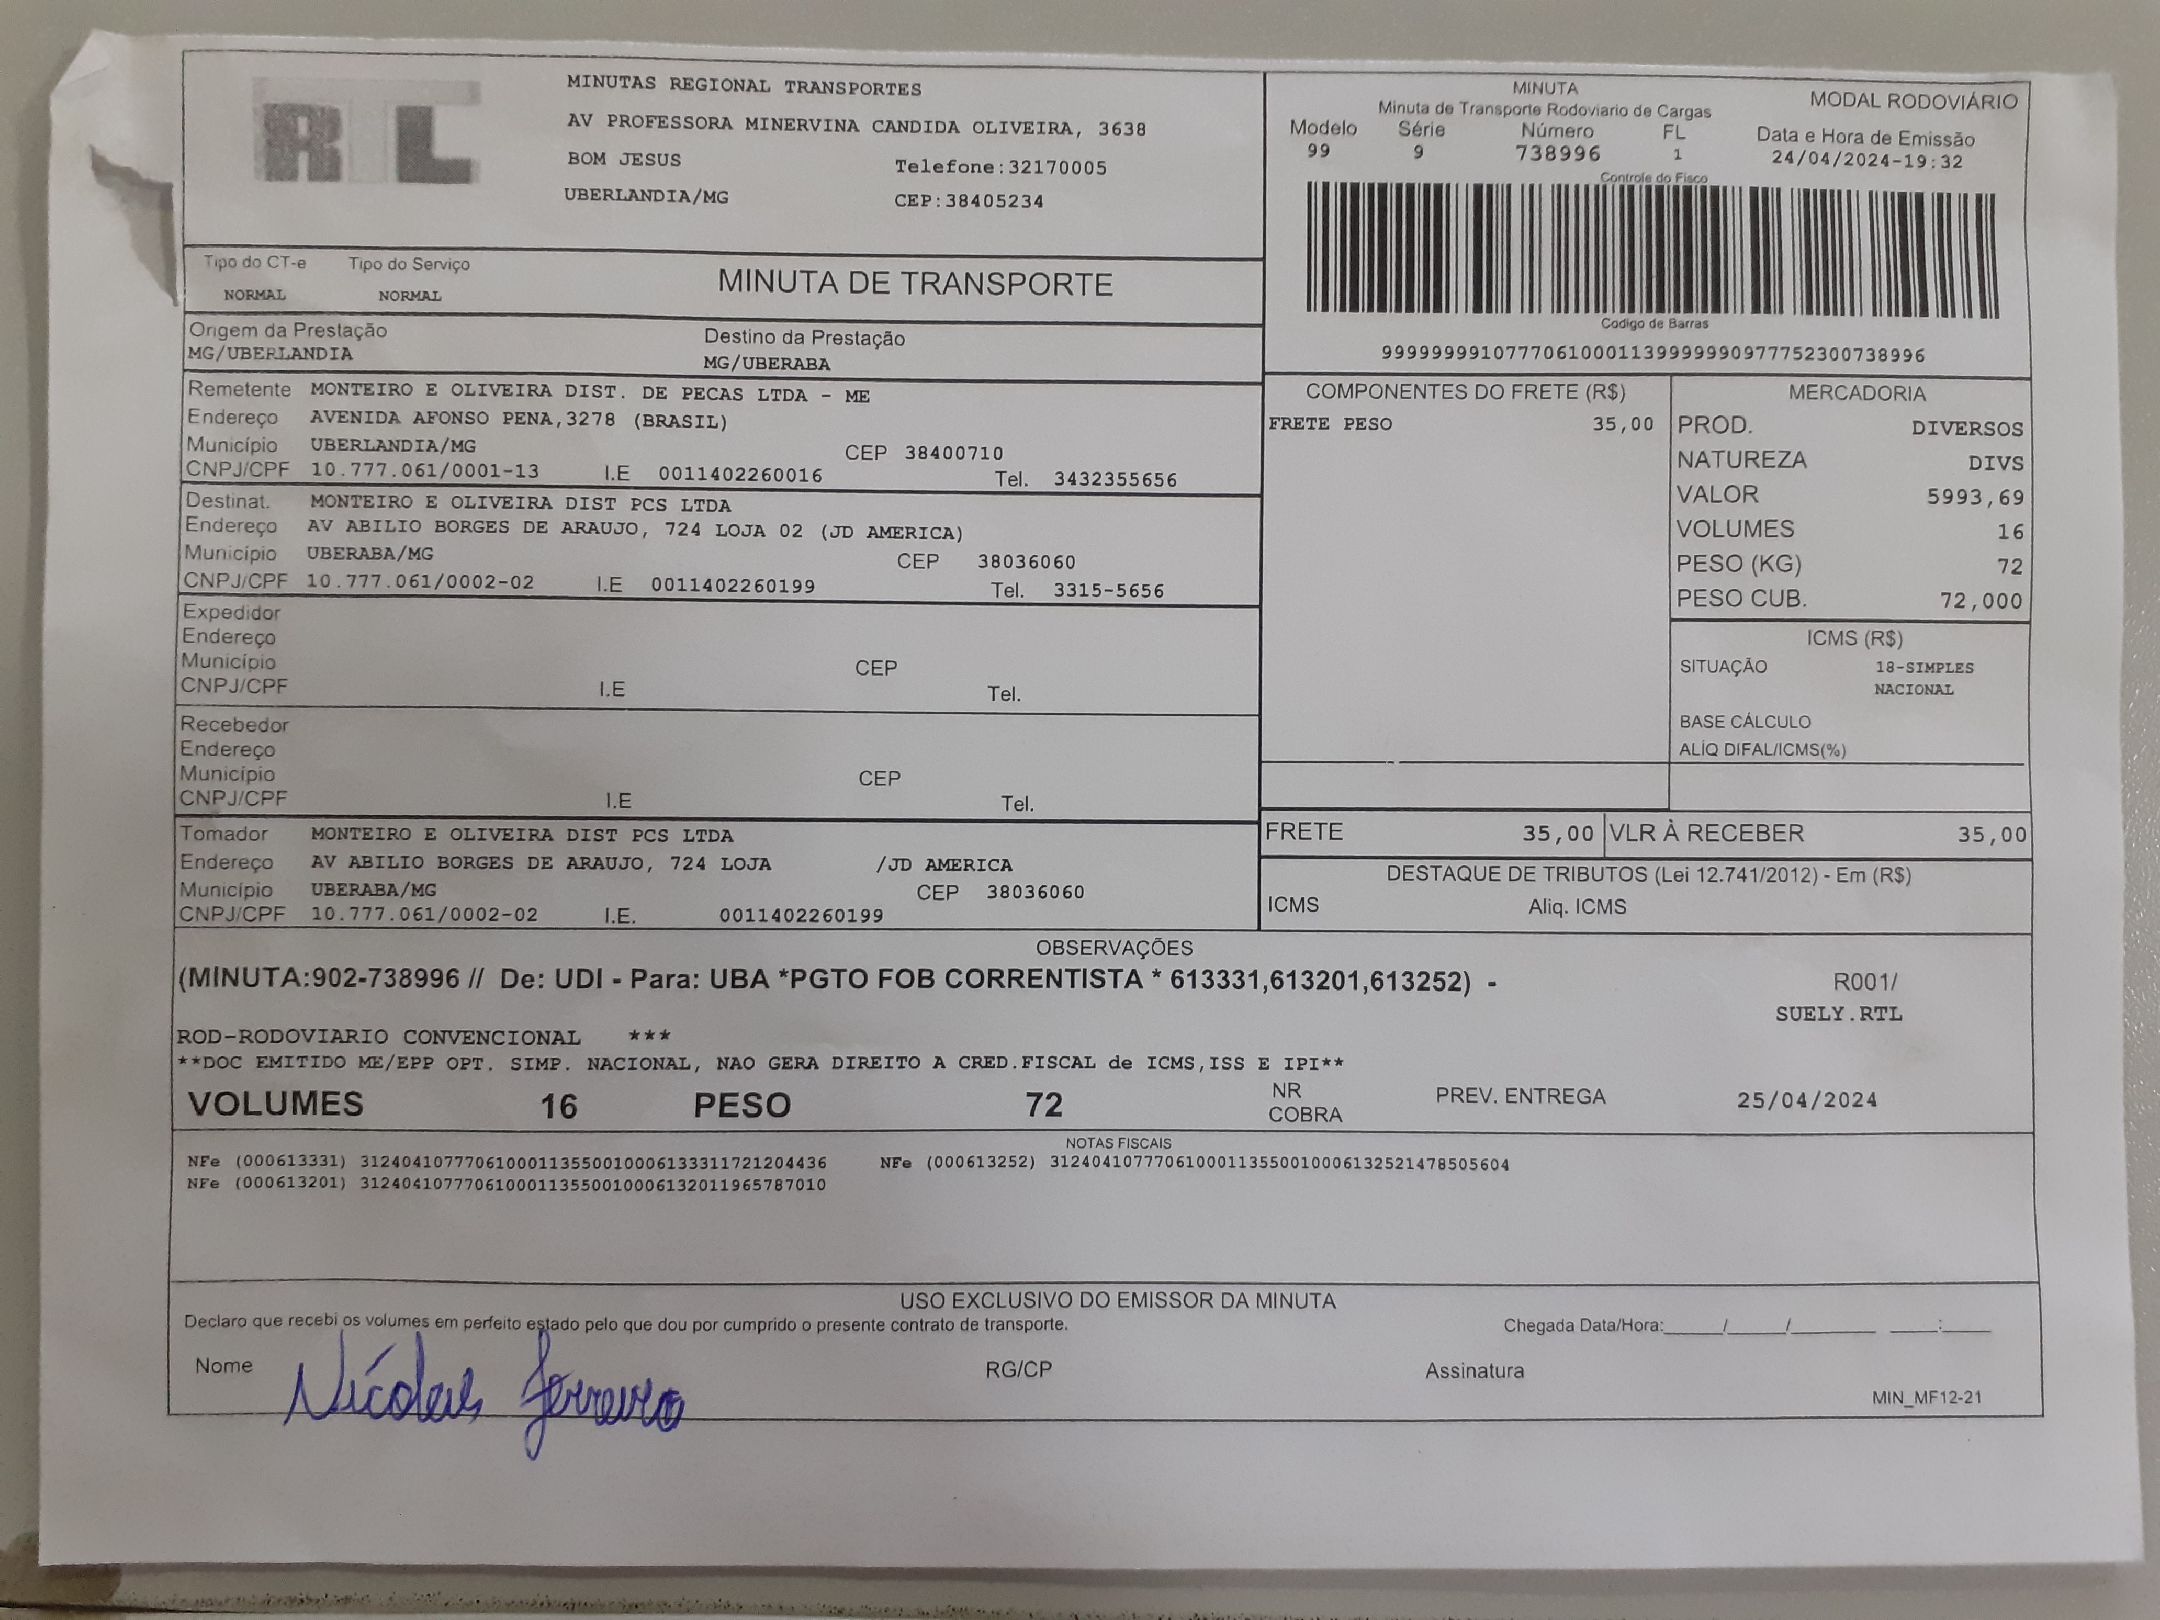 RTL
MINUTAS REGIONAL TRANSPORTES
AV PROFESSORA MINERVINA CANDIDA OLIVEIRA, 3638
BOM JESUS Telefone:32170005
UBERLANDIA/MG CEP:38405234
MINUTA
Minuta de Transporte Rodoviario de Cargas
MODAL RODOVIÁRIO
Modelo Série Número FL Data e Hora de Emissão
99 9 738996 1 24/04/2024-19:32
Controle do Fisco
Codigo de Barras
99999999107770610001139999999097775230073 8996
Tipo do CT-e Tipo do Serviço
NORMAL NORMAL
MINUTA DE TRANSPORTE
Origem da Prestação Destino da Prestação
MG/UBERLANDIA MG/UBERABA
Remetente MONTEIRO E OLIVEIRA DIST. DE PECAS LTDA - ME
Endereço AVENIDA AFONSO PENA,3278 (BRASIL)
Município UBERLANDIA/MG CEP 38400710
CNPJ/CPF 10.777.061/0001-13 I.E 0011402260016 Tel. 3432355656
Destinat. MONTEIRO E OLIVEIRA DIST PCS LTDA
Endereço AV ABILIO BORGES DE ARAUJO, 724 LOJA 02 (JD AMERICA)
Município UBERABA/MG CEP 38036060
CNPJ/CPF 10.777.061/0002-02 I.E 0011402260199 Tel. 3315-5656
Expedidor
Endereço
Município CEP
CNPJ/CPF I.E Tel.
Recebedor
Endereço
Município CEP
CNPJ/CPF I.E Tel.
Tomador MONTEIRO E OLIVEIRA DIST PCS LTDA
Endereço AV ABILIO BORGES DE ARAUJO, 724 LOJA /JD AMERICA
Município UBERABA/MG CEP 38036060
CNPJ/CPF 10.777.061/0002-02 I.E. 0011402260199
COMPONENTES DO FRETE (R$)
FRETE PESO 35,00
MERCADORIA
PROD. DIVERSOS
NATUREZA DIVS
VALOR 5993,69
VOLUMES 16
PESO (KG) 72
PESO CUB. 72,000
ICMS (R$)
SITUAÇÃO 18-SIMPLES
NACIONAL
BASE CÁLCULO
ALÍQ DIFAL/ICMS(%)
FRETE 35,00 VLR À RECEBER 35,00
DESTAQUE DE TRIBUTOS (Lei 12.741/2012) - Em (R$)
ICMS Aliq. ICMS
OBSERVAÇÕES
(MINUTA:902-738996 // De: UDI - Para: UBA *PGTO FOB CORRENTISTA * 613331,613201,613252) - R001/
SUELY.RTL
ROD-RODOVIARIO CONVENCIONAL ***
**DOC EMITIDO ME/EPP OPT. SIMP. NACIONAL, NAO GERA DIREITO A CRED.FISCAL de ICMS,ISS E IPI**
VOLUMES 16 PESO 72 NR COBRA PREV. ENTREGA 25/04/2024
NOTAS FISCAIS
NFe (000613331) 31240410777061000113550010006133311721204436 NFe (000613252) 31240410777061000113550010006132521478505604
NFe (000613201) 31240410777061000113550010006132011965787010
USO EXCLUSIVO DO EMISSOR DA MINUTA
Declaro que recebi os volumes em perfeito estado pelo que dou por cumprido o presente contrato de transporte. Chegada Data/Hora:_____/_____/________ ____:____
Nome Nicolas Ferreira RG/CP Assinatura
MIN_MF12-21